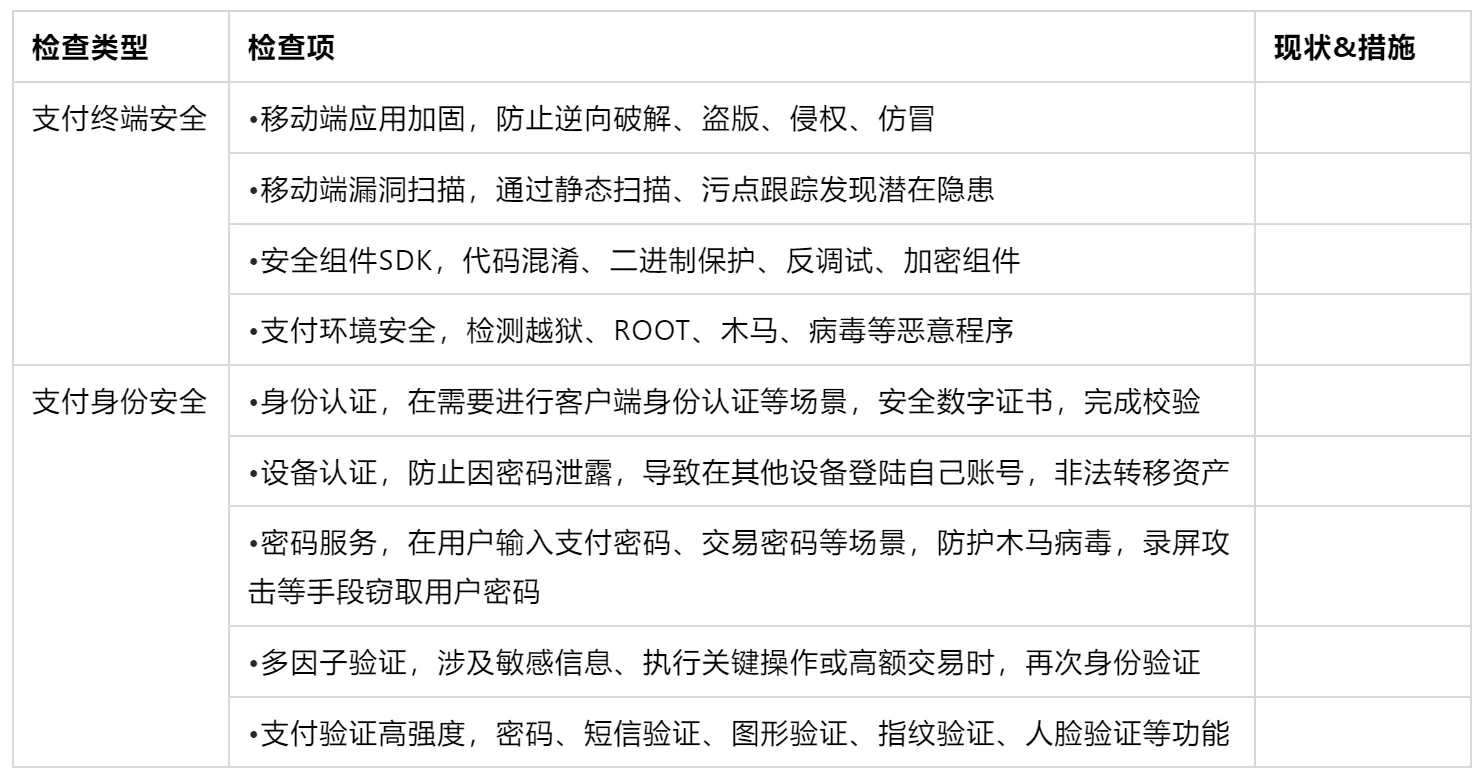 检查类型 检查项 现状&措施
支付终端安全 •移动端应用加固，防止逆向破解、盗版、侵权、仿冒
•移动端漏洞扫描，通过静态扫描、污点跟踪发现潜在隐患
•安全组件SDK，代码混淆、二进制保护、反调试、加密组件
•支付环境安全，检测越狱、ROOT、木马、病毒等恶意程序
支付身份安全 •身份认证，在需要进行客户端身份认证等场景，安全数字证书，完成校验
•设备认证，防止因密码泄露，导致在其他设备登陆自己账号，非法转移资产
•密码服务，在用户输入支付密码、交易密码等场景，防护木马病毒，录屏攻
击等手段窃取用户密码
•多因子验证，涉及敏感信息、执行关键操作或高额交易时，再次身份验证
•支付验证高强度，密码、短信验证、图形验证、指纹验证、人脸验证等功能